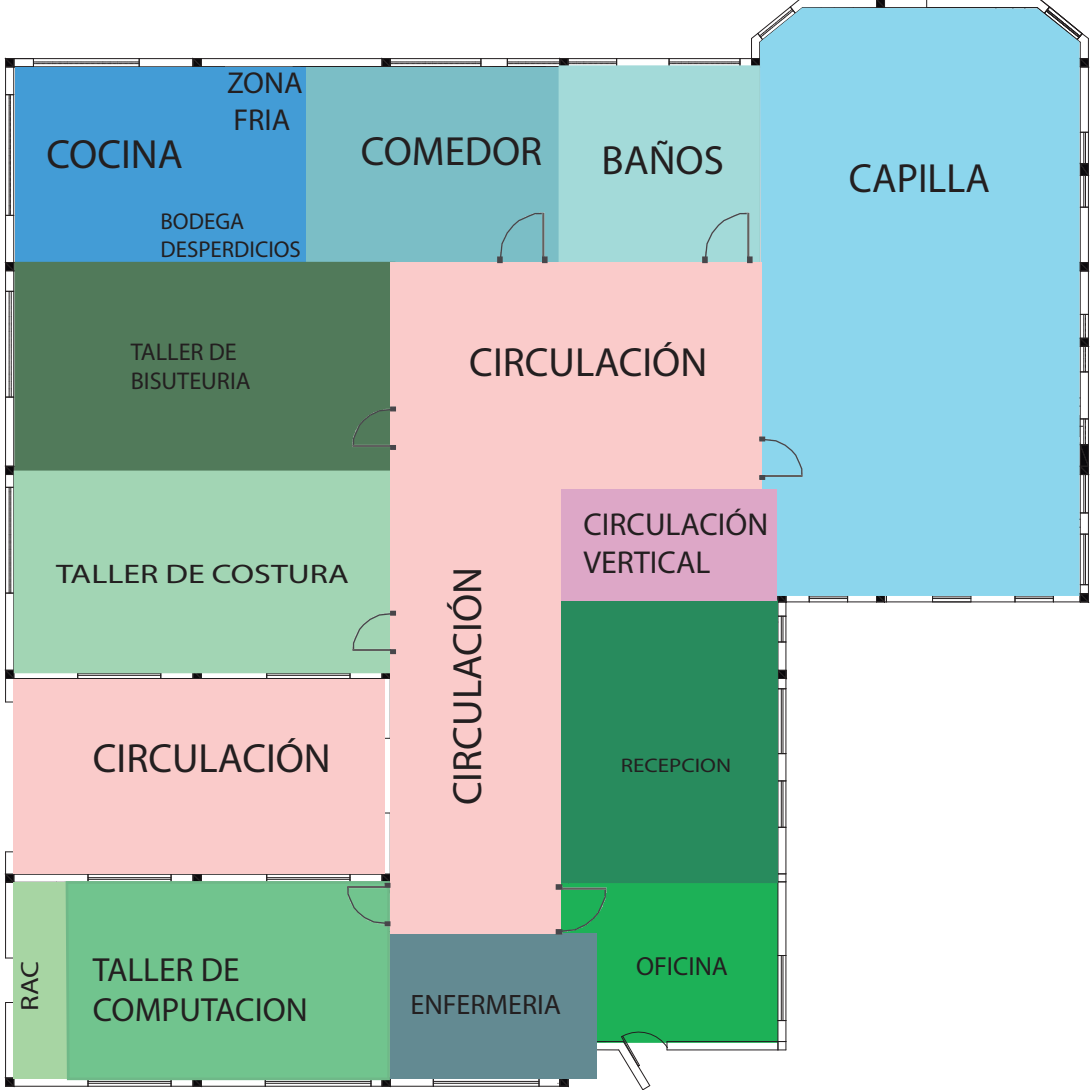 ZONA
FRIA
COCINA
COMEDOR
BAÑOS
CAPILLA
BODEGA
DESPERDICIOS
TALLER DE
BISUTEURIA
CIRCULACIÓN
CIRCULACIÓN
VERTICAL
TALLER DE COSTURA
CIRCULACIÓN
CIRCULACIÓN
RECEPCION
RAC
TALLER DE
COMPUTACION
ENFERMERIA
OFICINA